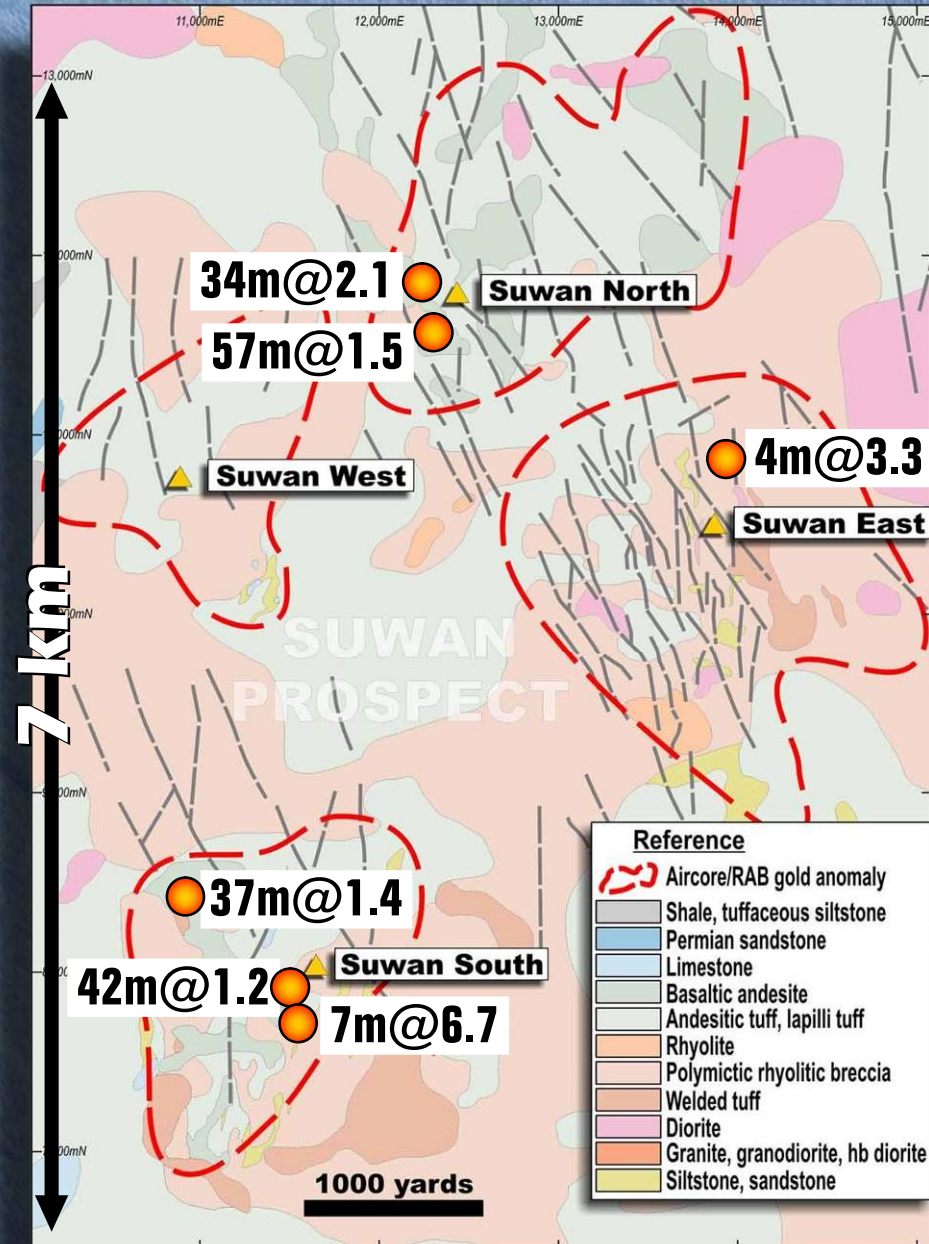 11,000mE
12,000mE
13,000mE
14,000mE
15,000mE
13,000mN
34m@2.1
Suwan North
57m@1.5
4m@3.3
Suwan West
Suwan East
7 km
SUWAN
PROSPECT
37m@1.4
Suwan South
42m@1.2
7m@6.7
1000 yards
Reference
Aircore/RAB gold anomaly
Shale, tuffaceous siltstone
Permian sandstone
Limestone
Basaltic andesite
Andesitic tuff, lapilli tuff
Rhyolite
Polymictic rhyolitic breccia
Welded tuff
Diorite
Granite, granodiorite, hb diorite
Siltstone, sandstone